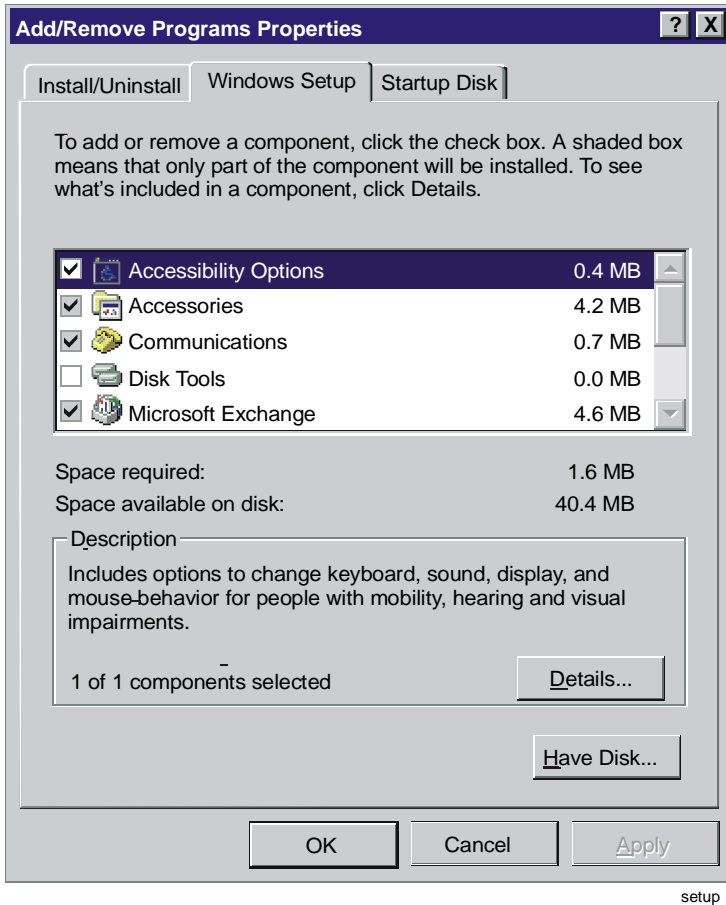 Add/Remove Programs Properties
? X
Install/Uninstall Windows Setup Startup Disk
To add or remove a component, click the check box. A shaded box
means that only part of the component will be installed. To see
what's included in a component, click Details.
Accessibility Options 0.4 MB
Accessories 4.2 MB
Communications 0.7 MB
Disk Tools 0.0 MB
Microsoft Exchange 4.6 MB
Space required: 1.6 MB
Space available on disk: 40.4 MB
Description
Includes options to change keyboard, sound, display, and
mouse-behavior for people with mobility, hearing and visual
impairments.
1 of 1 components selected
Details...
Have Disk...
OK Cancel Apply
setup